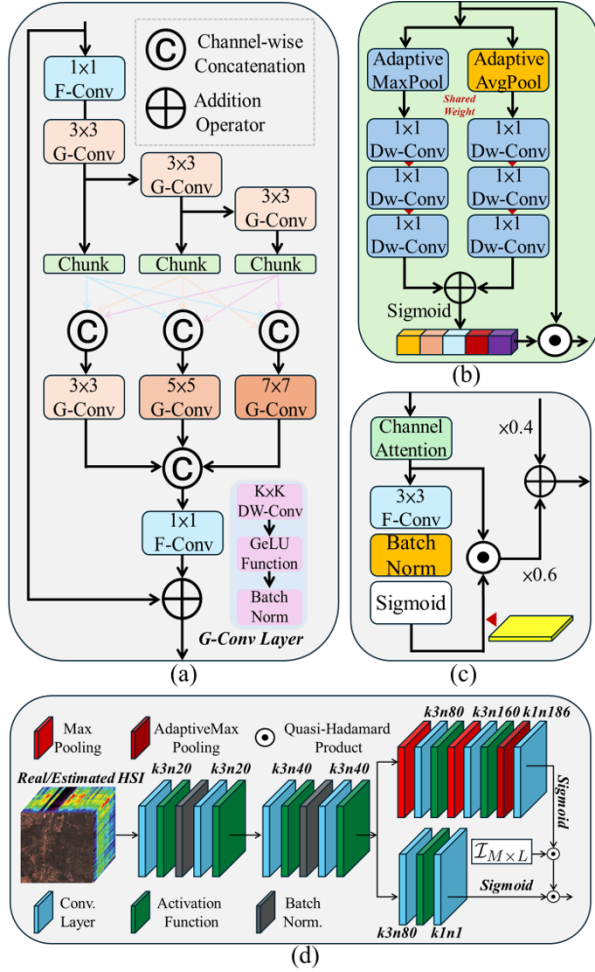 1×1
F-Conv
3×3
G-Conv
3×3
G-Conv
3×3
G-Conv
C
Channel-wise
Concatenation
Addition
Operator
Chunk
Chunk
Chunk
C
C
C
3×3
G-Conv
5×5
G-Conv
7×7
G-Conv
C
1×1
F-Conv
K×K
DW-Conv
GeLU
Function
Batch
Norm
G-Conv Layer
(a)
Adaptive
MaxPool
Adaptive
AvgPool
Shared
Weight
1×1
Dw-Conv
1×1
Dw-Conv
1×1
Dw-Conv
1×1
Dw-Conv
1×1
Dw-Conv
1×1
Dw-Conv
Sigmoid
(b)
Channel
Attention
3×3
F-Conv
Batch
Norm
Sigmoid
×0.4
×0.6
(c)
Max
Pooling
AdaptiveMax
Pooling
Quasi-Hadamard
Product
k3n80
k3n160
k1n186
Real/Estimated HSI
k3n20
k3n20
k3n40
k3n40
Sigmoid
I M×L
Sigmoid
k3n80
k1n1
Conv.
Layer
Activation
Function
Batch
Norm.
(d)